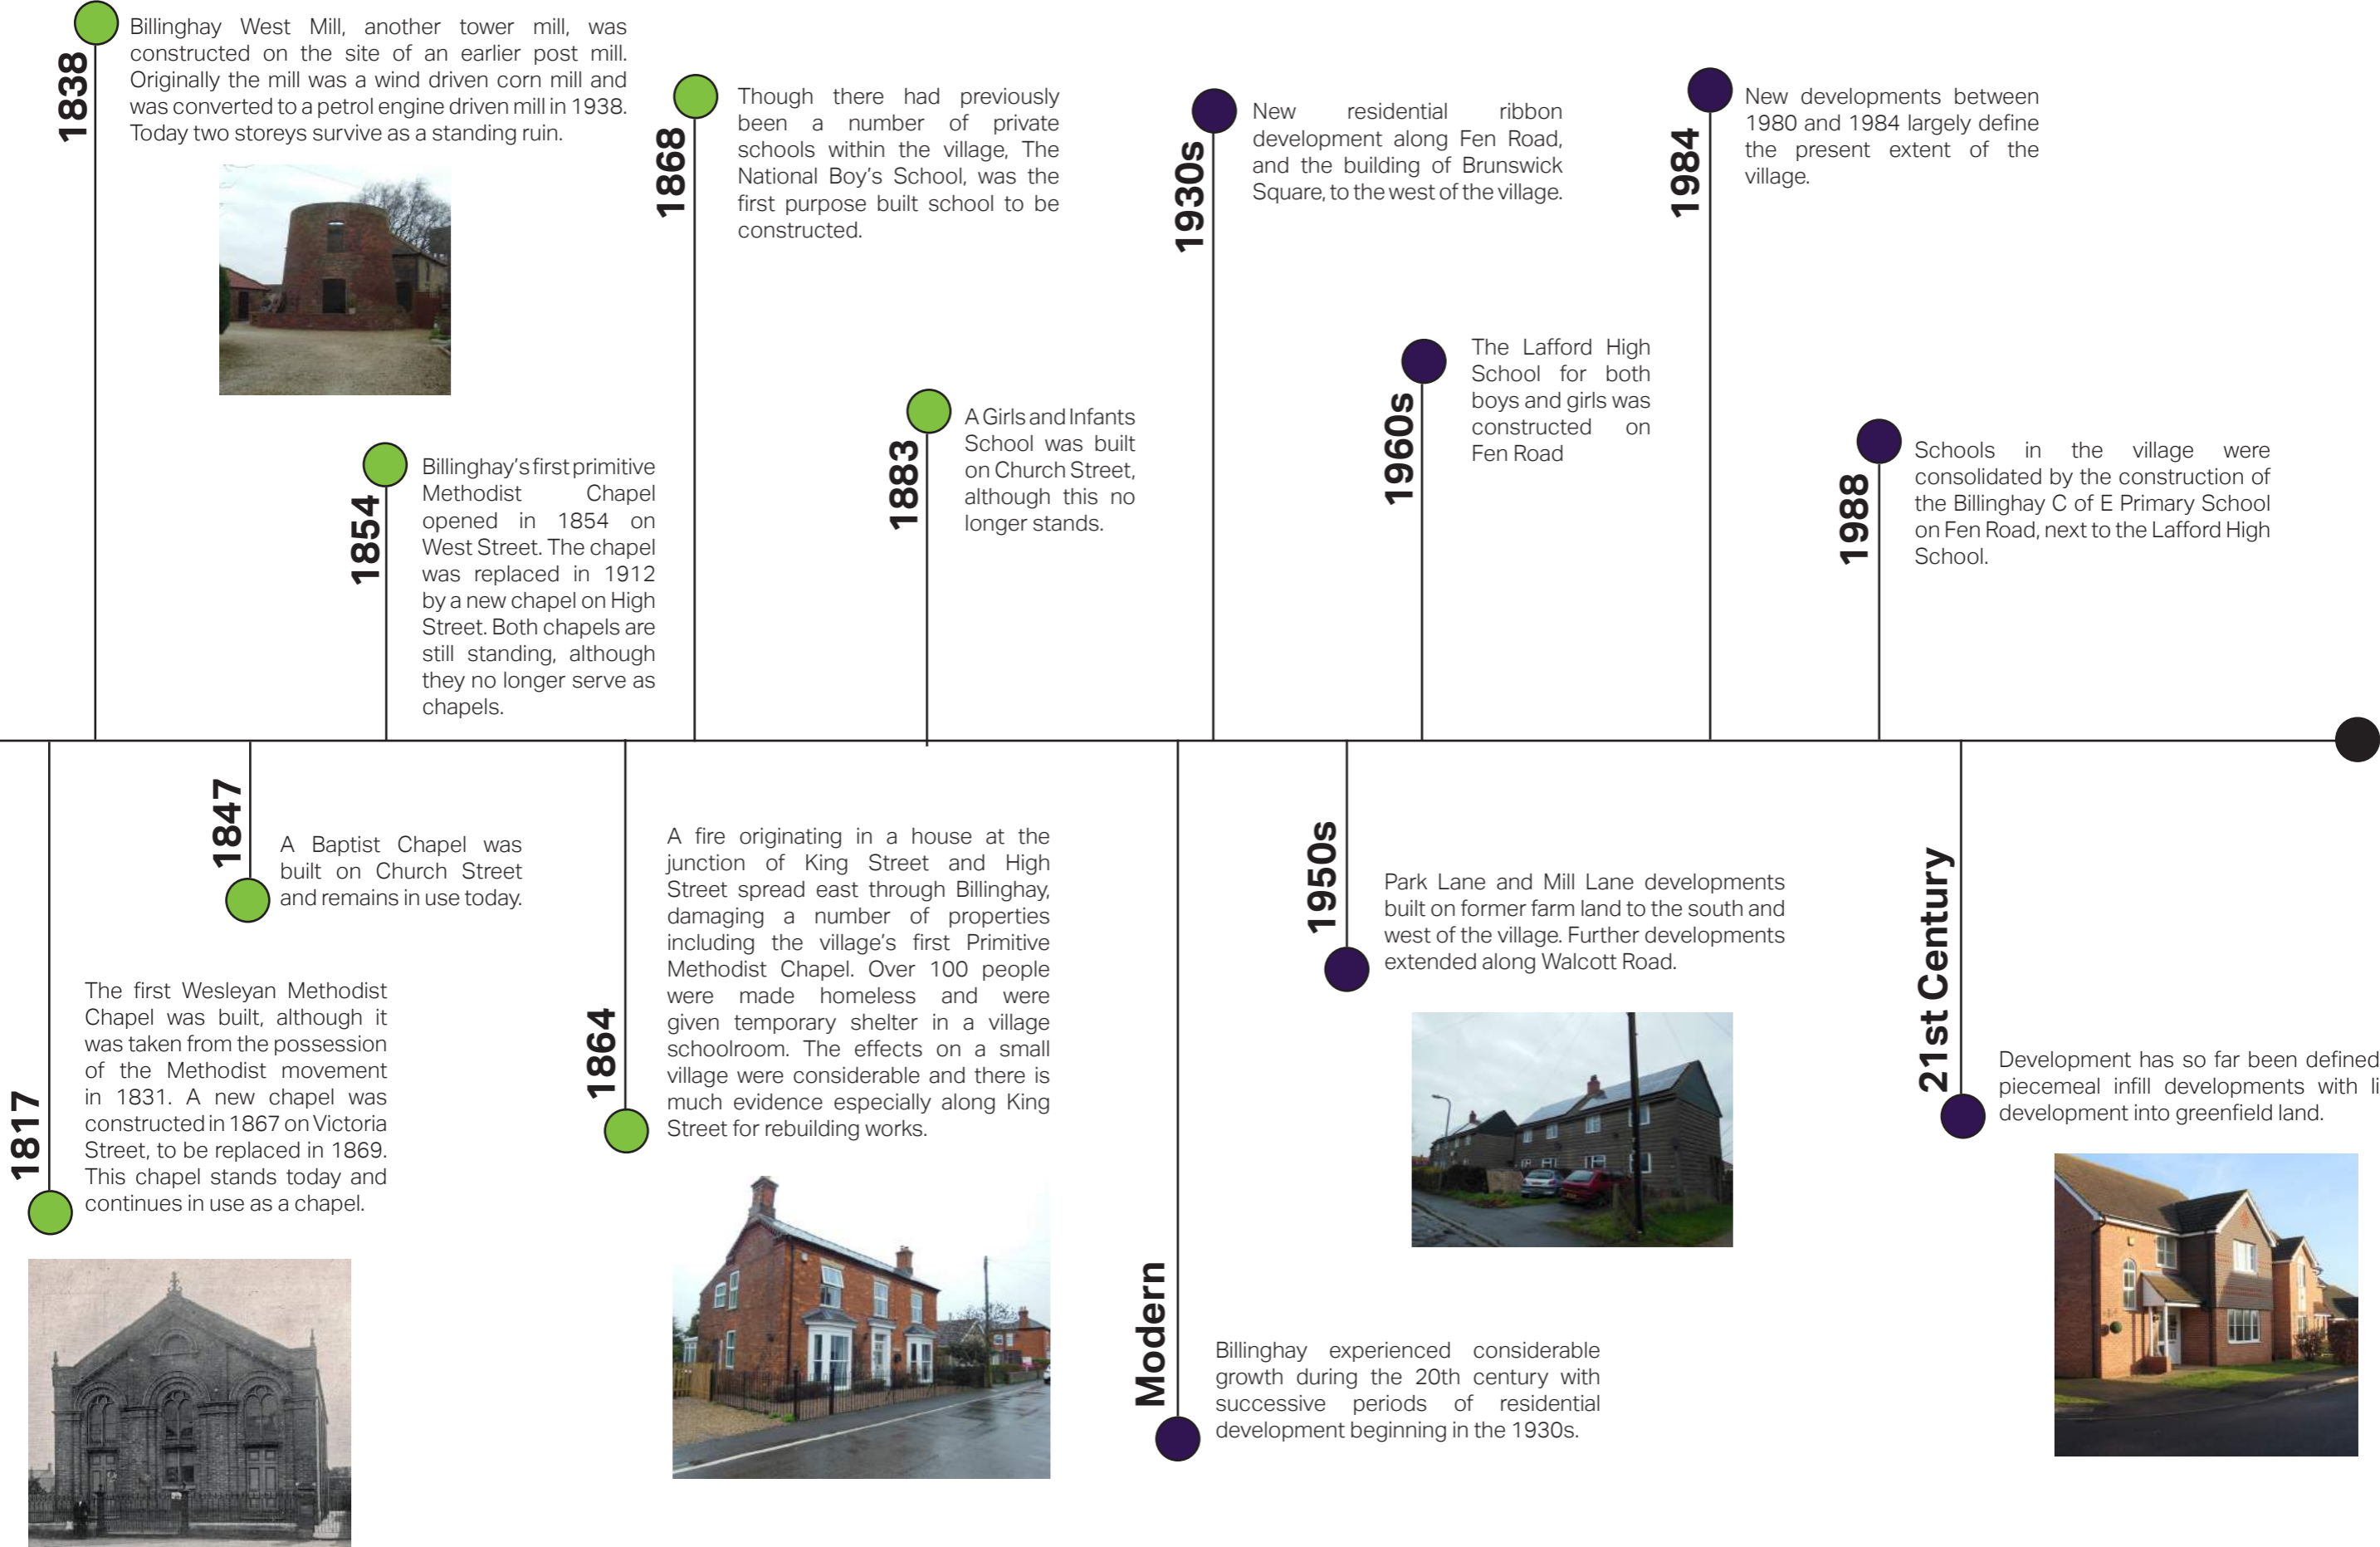 1838
Billinghay West Mill, another tower mill, was
constructed on the site of an earlier post mill.
Originally the mill was a wind driven corn mill and
was converted to a petrol engine driven mill in 1938.
Today two storeys survive as a standing ruin.
1854
Billinghay's first primitive
Methodist Chapel
opened in 1854 on
West Street. The chapel
was replaced in 1912
by a new chapel on High
Street. Both chapels are
still standing, although
they no longer serve as
chapels.
1868
Though there had previously
been a number of private
schools within the village, The
National Boy's School, was the
first purpose built school to be
constructed.
1883
A Girls and Infants
School was built
on Church Street,
although this no
longer stands.
1930s
New residential ribbon
development along Fen Road,
and the building of Brunswick
Square, to the west of the village.
1960s
The Lafford High
School for both
boys and girls was
constructed on
Fen Road
1984
New developments between
1980 and 1984 largely define
the present extent of the
village.
1988
Schools in the village were
consolidated by the construction of
the Billinghay C of E Primary School
on Fen Road, next to the Lafford High
School.
1817
The first Wesleyan Methodist
Chapel was built, although it
was taken from the possession
of the Methodist movement
in 1831. A new chapel was
constructed in 1867 on Victoria
Street, to be replaced in 1869.
This chapel stands today and
continues in use as a chapel.
1847
A Baptist Chapel was
built on Church Street
and remains in use today.
1864
A fire originating in a house at the
junction of King Street and High
Street spread east through Billinghay,
damaging a number of properties
including the village's first Primitive
Methodist Chapel. Over 100 people
were made homeless and were
given temporary shelter in a village
schoolroom. The effects on a small
village were considerable and there is
much evidence especially along King
Street for rebuilding works.
Modern
Billinghay experienced considerable
growth during the 20th century with
successive periods of residential
development beginning in the 1930s.
1950s
Park Lane and Mill Lane developments
built on former farm land to the south and
west of the village. Further developments
extended along Walcott Road.
21st Century
Development has so far been defined
piecemeal infill developments with li
development into greenfield land.